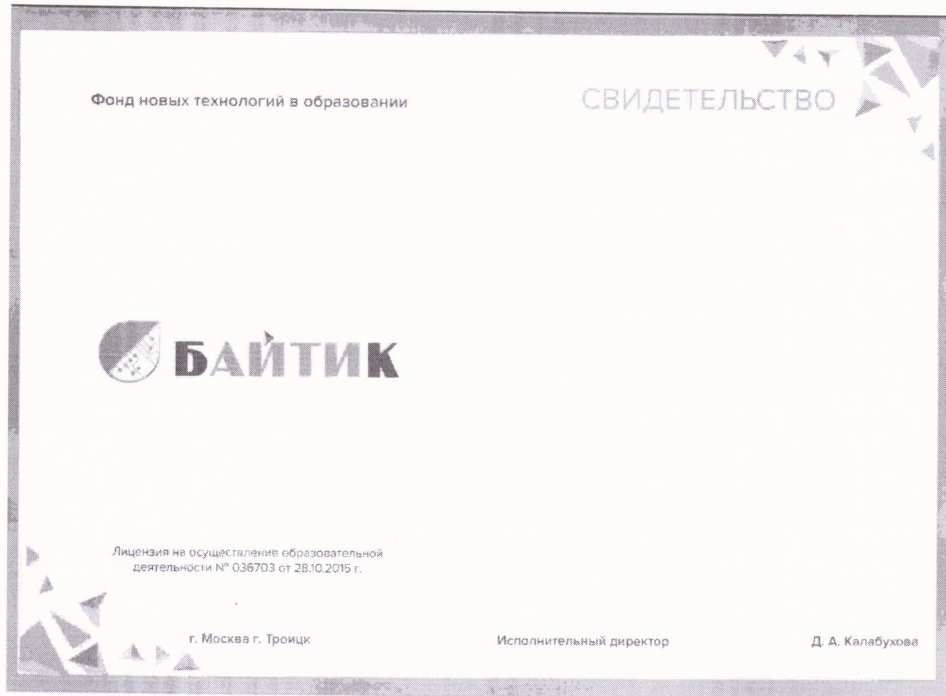 Фонд новых технологий в образовании
СВИДЕТЕЛЬСТВО
БАЙТИК
Лицензия на осуществление образовательной
деятельности № 036703 от 28.10.2015 г.
г. Москва г. Троицк
Исполнительный директор
Д. А. Калабухова